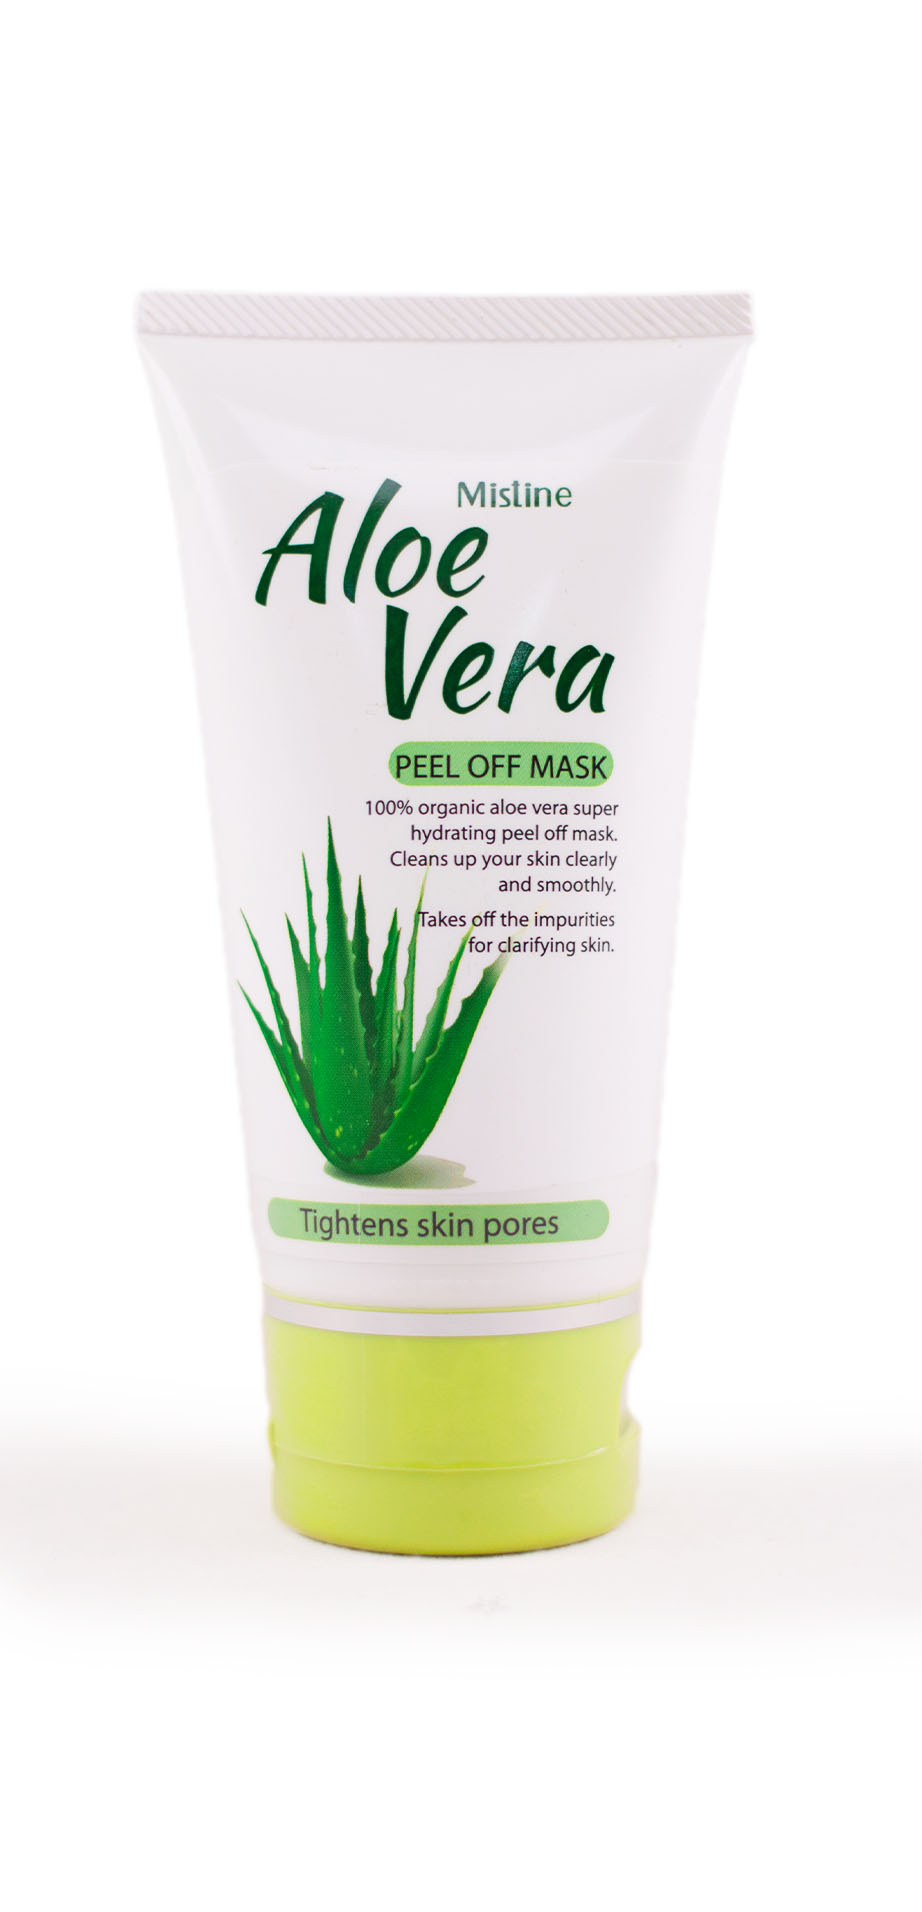 Mistine
Aloe
Vera
PEEL OFF MASK
100% organic aloe vera super
hydrating peel off mask.
Cleans up your skin clearly
and smoothly.
Takes off the impurities
for clarifying skin.
Tightens skin pores